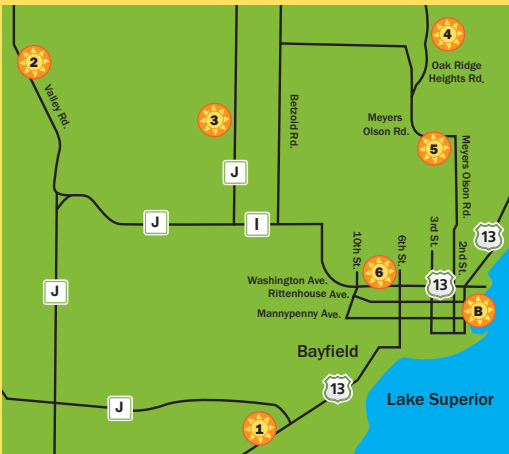 4
2
Oak Ridge
Heights Rd.
Valley Rd.
3
Betzold Rd.
Meyers
Olson Rd.
5
Meyers Olson Rd.
J
J
I
13
10th St.
6th St.
3rd St.
2nd St.
6
Washington Ave.
13
Rittenhouse Ave.
J
Mannypenny Ave.
B
Bayfield
13
Lake Superior
J
1